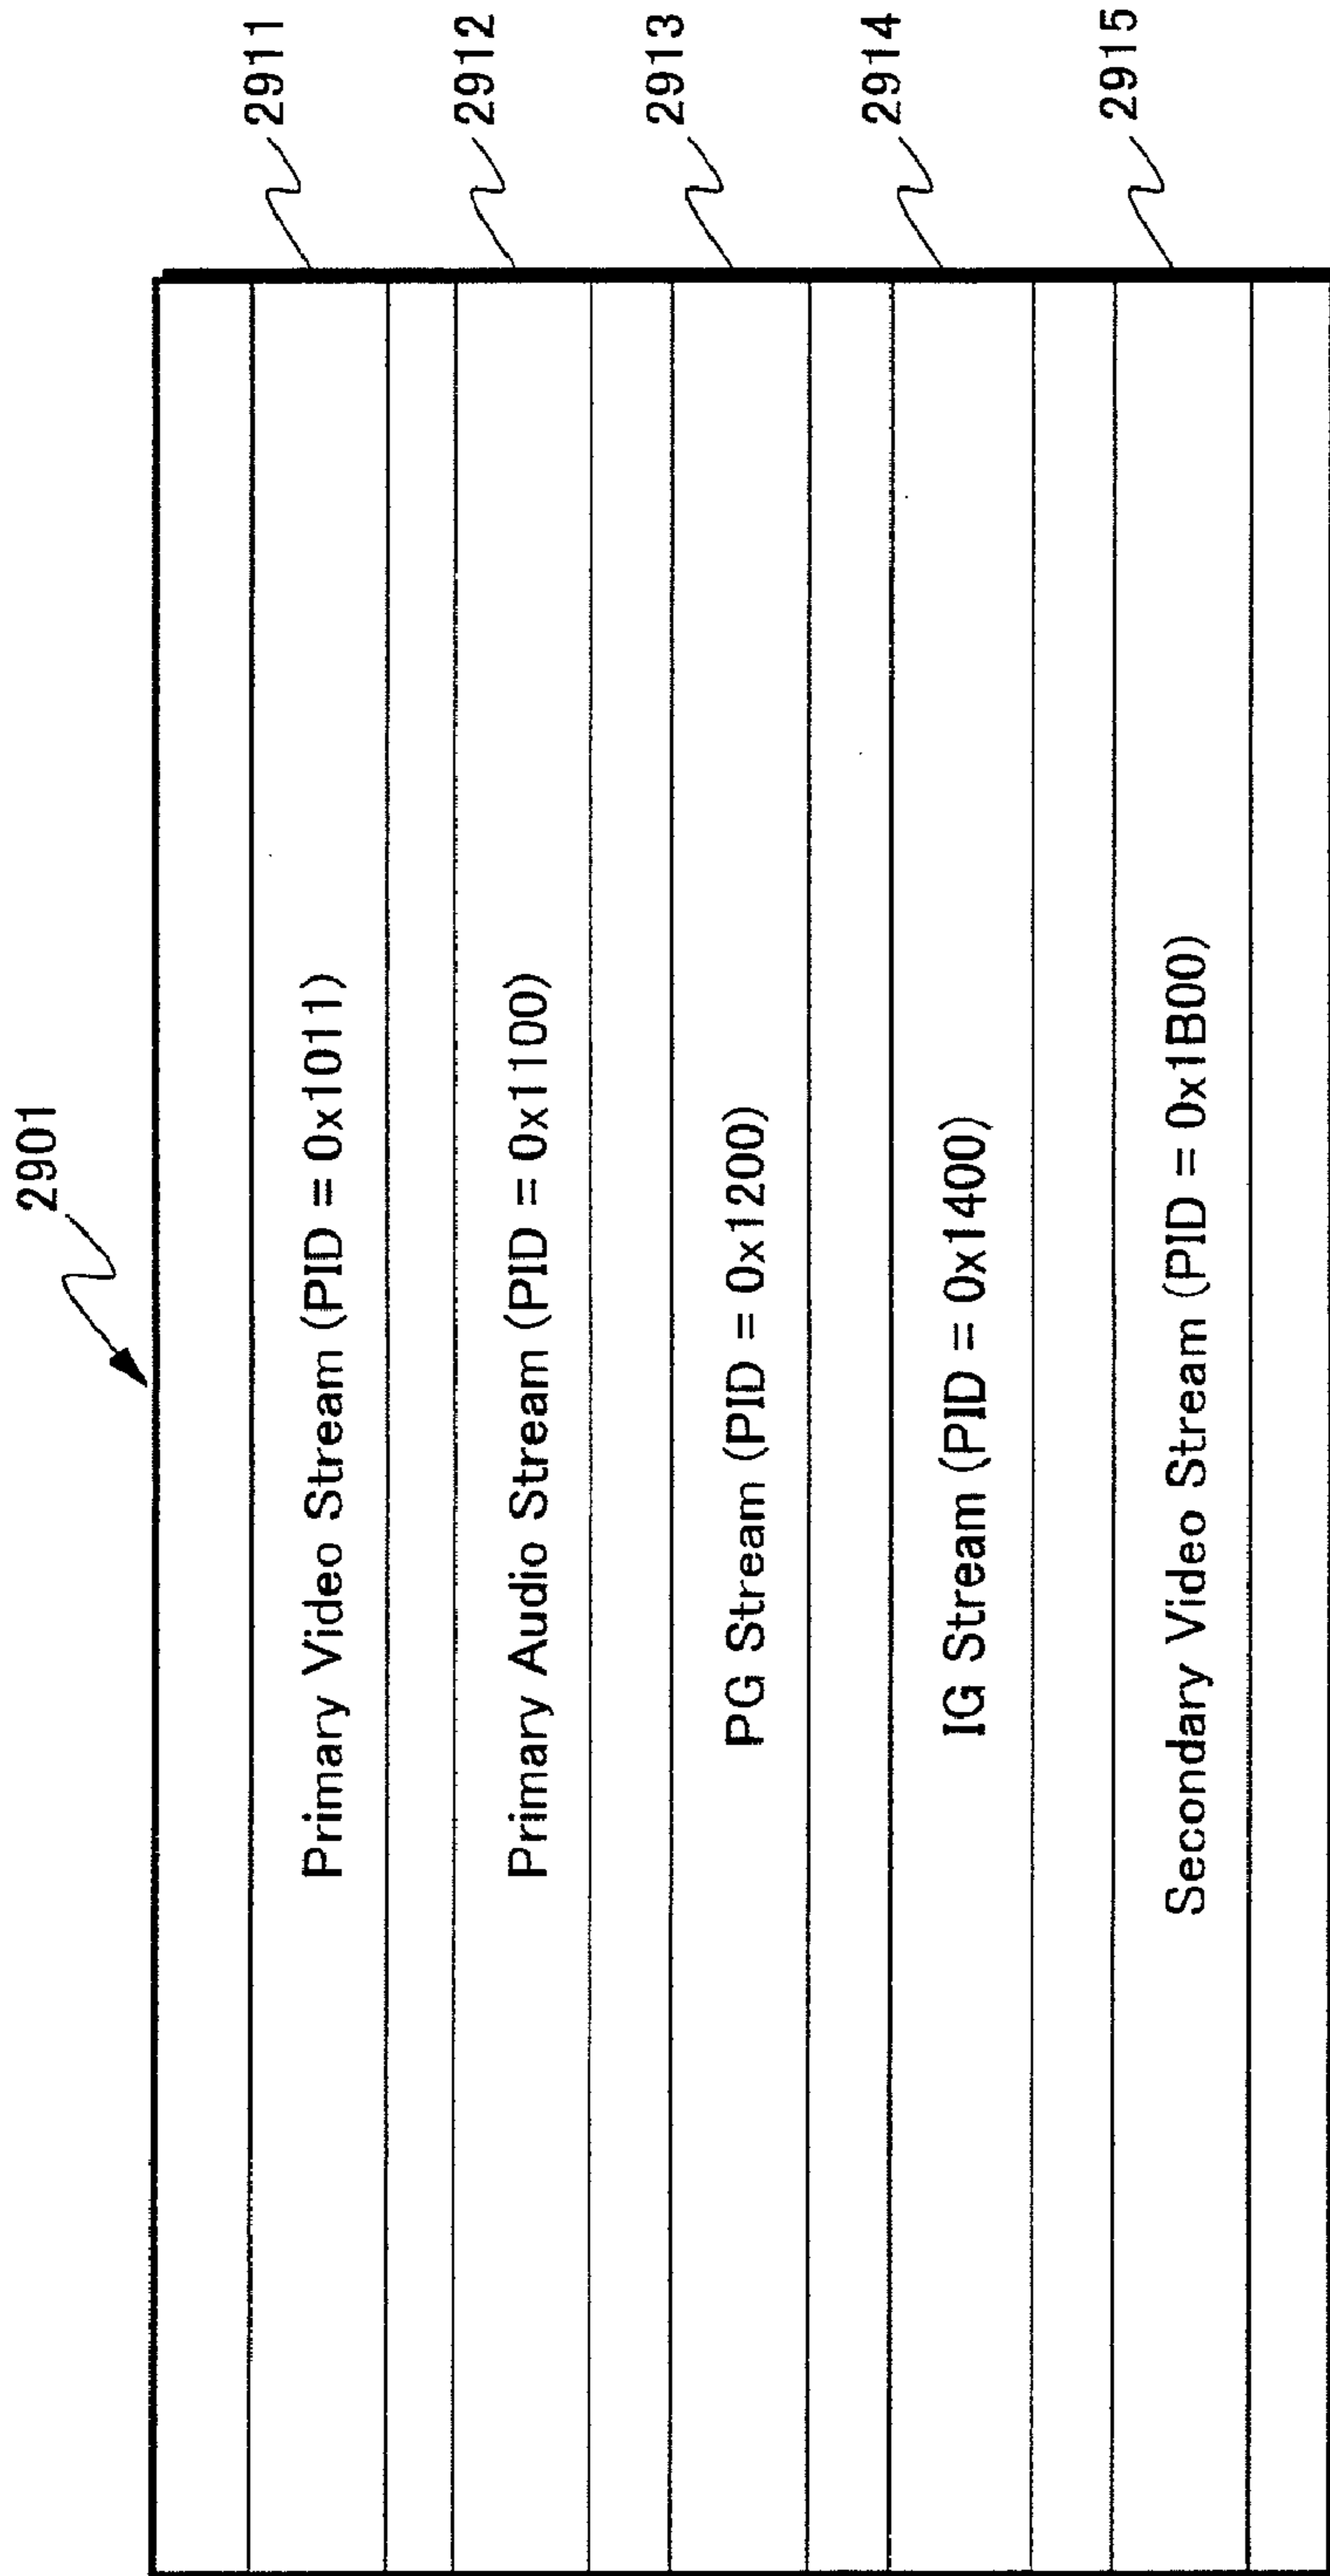 2901
Primary Video Stream (PID = 0x1011)
2911
Primary Audio Stream (PID = 0x1100)
2912
PG Stream (PID = 0x1200)
2913
IG Stream (PID = 0x1400)
2914
Secondary Video Stream (PID = 0x1B00)
2915